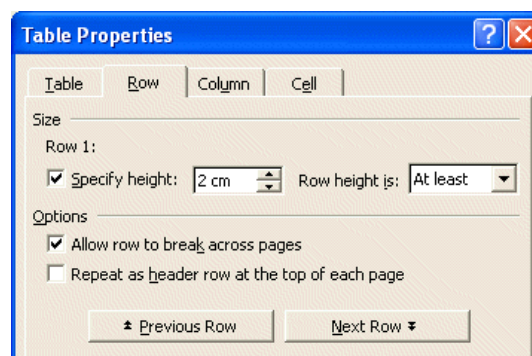 Table Properties
Table Row Column Cell
Size
Row 1:
Specify height: 2 cm Row height is: At least
Options
Allow row to break across pages
Repeat as header row at the top of each page
Previous Row Next Row